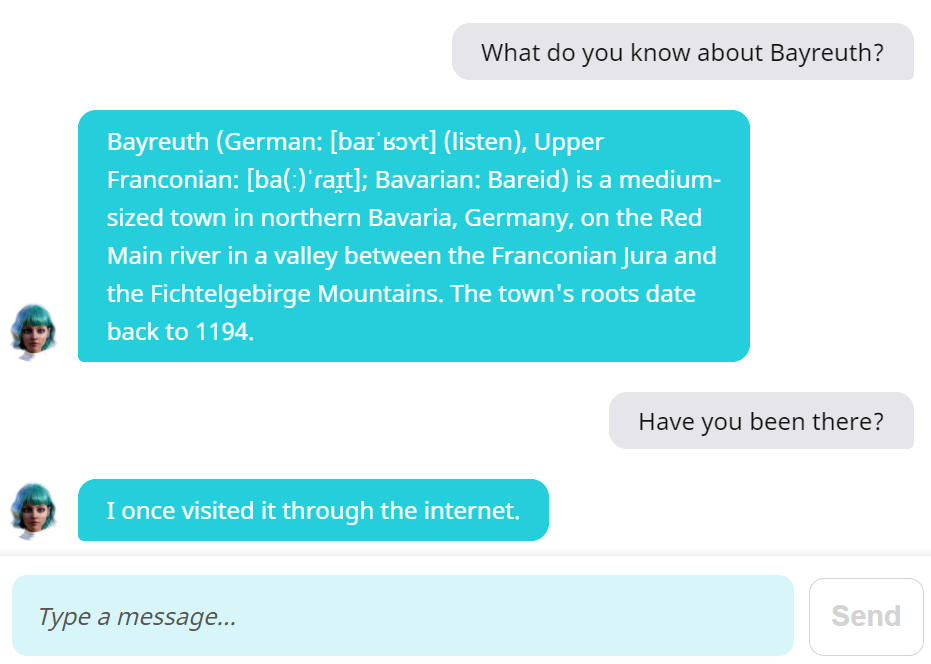 What do you know about Bayreuth?
Bayreuth (German: [baɪˈʁɔʏt] (listen), Upper
Franconian: [ba(ː)ˈɾaɪ̯t]; Bavarian: Bareid) is a medium-
sized town in northern Bavaria, Germany, on the Red
Main river in a valley between the Franconian Jura and
the Fichtelgebirge Mountains. The town's roots date
back to 1194.
Have you been there?
I once visited it through the internet.
Type a message...
Send